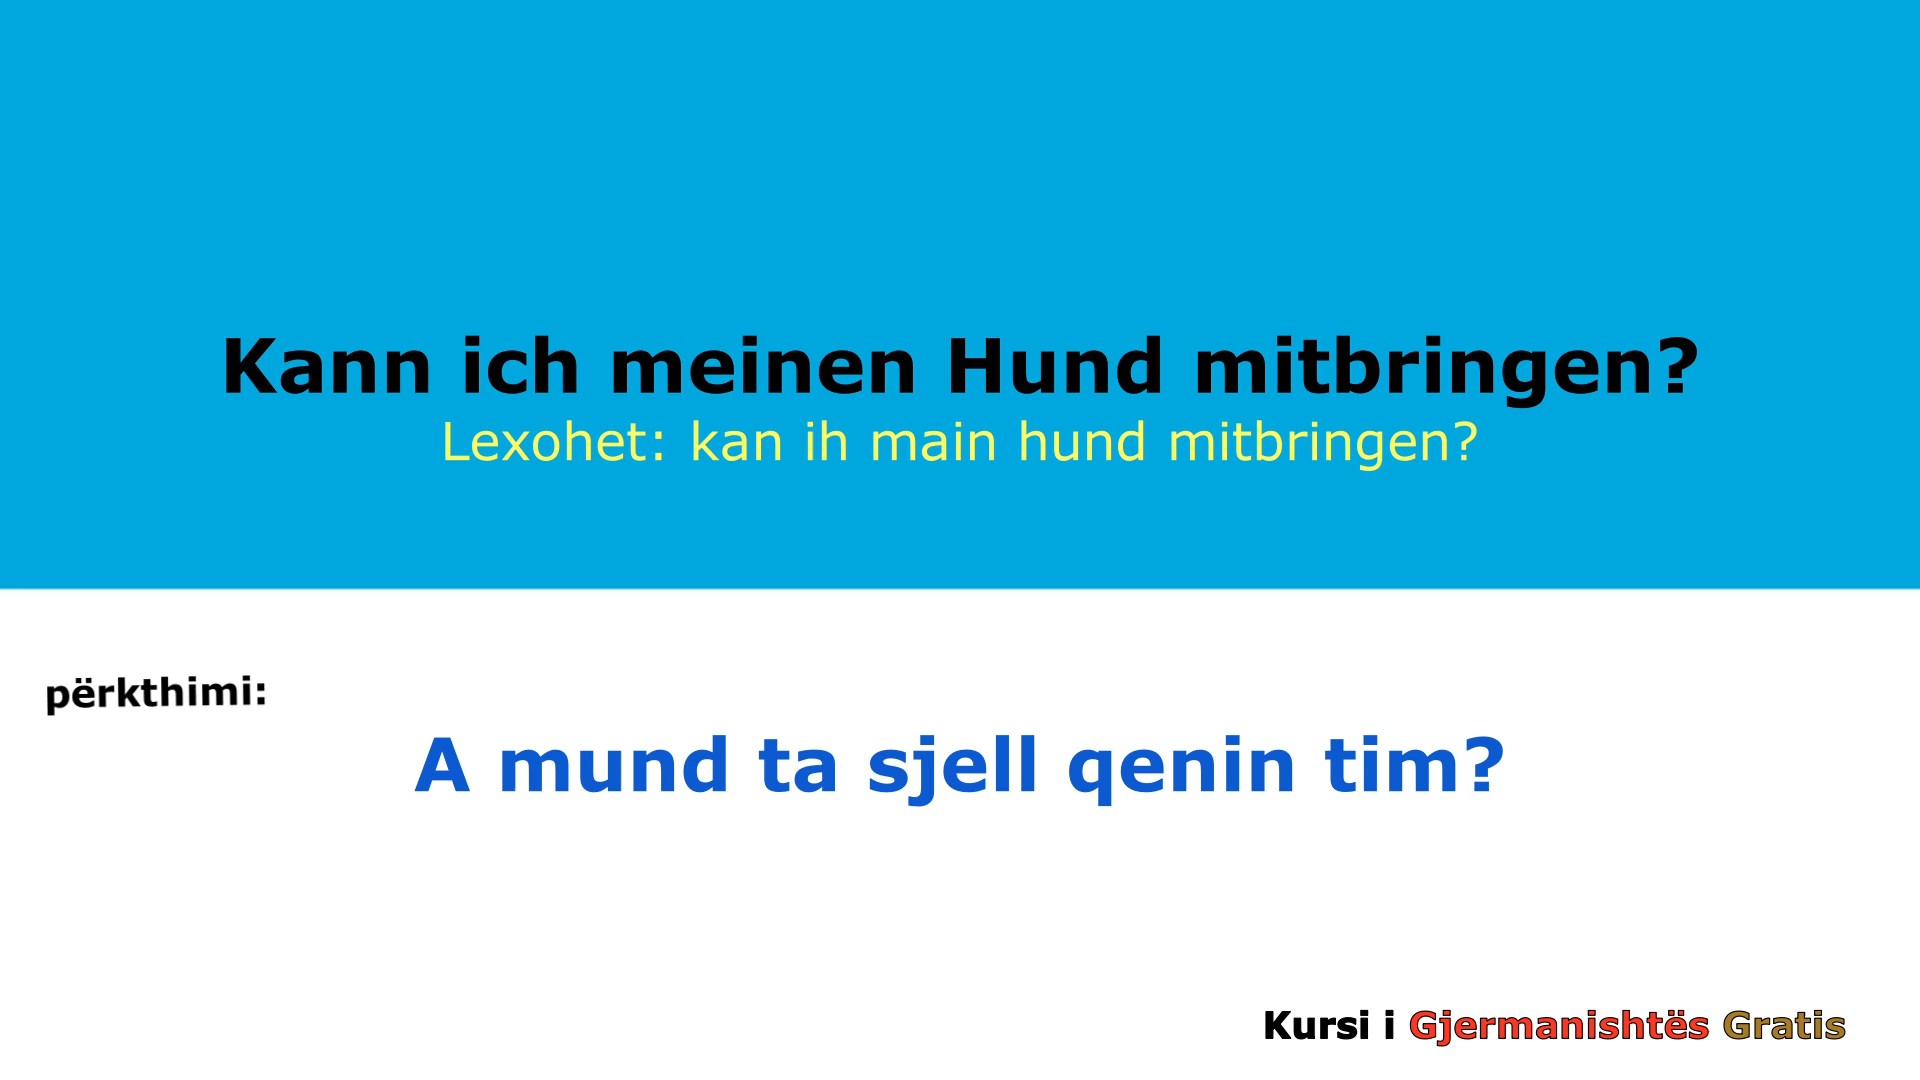 Kann ich meinen Hund mitbringen?
Lexohet: kan ih main hund mitbringen?
përkthimi:
A mund ta sjell qenin tim?
Kursi i Gjermanishtës Gratis